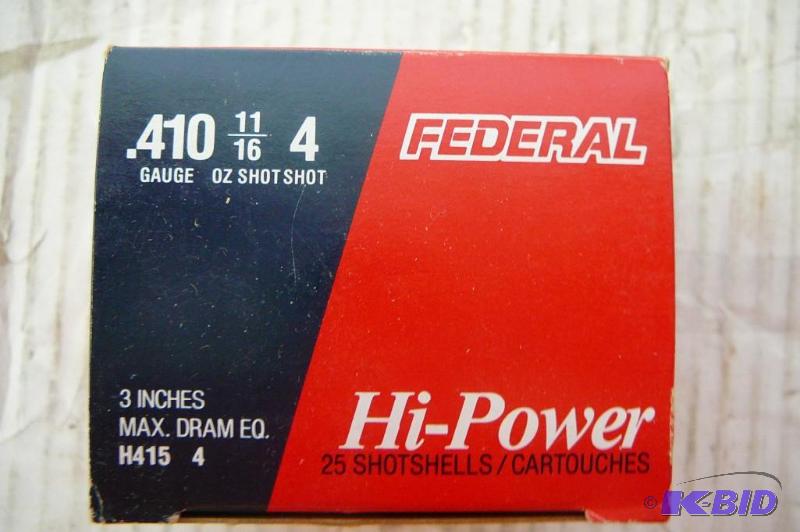 .410 11/16 4
GAUGE OZ SHOT SHOT
FEDERAL
3 INCHES
MAX. DRAM EQ.
H415 4
Hi-Power
25 SHOTSHELLS/CARTOUCHES
© K-BID